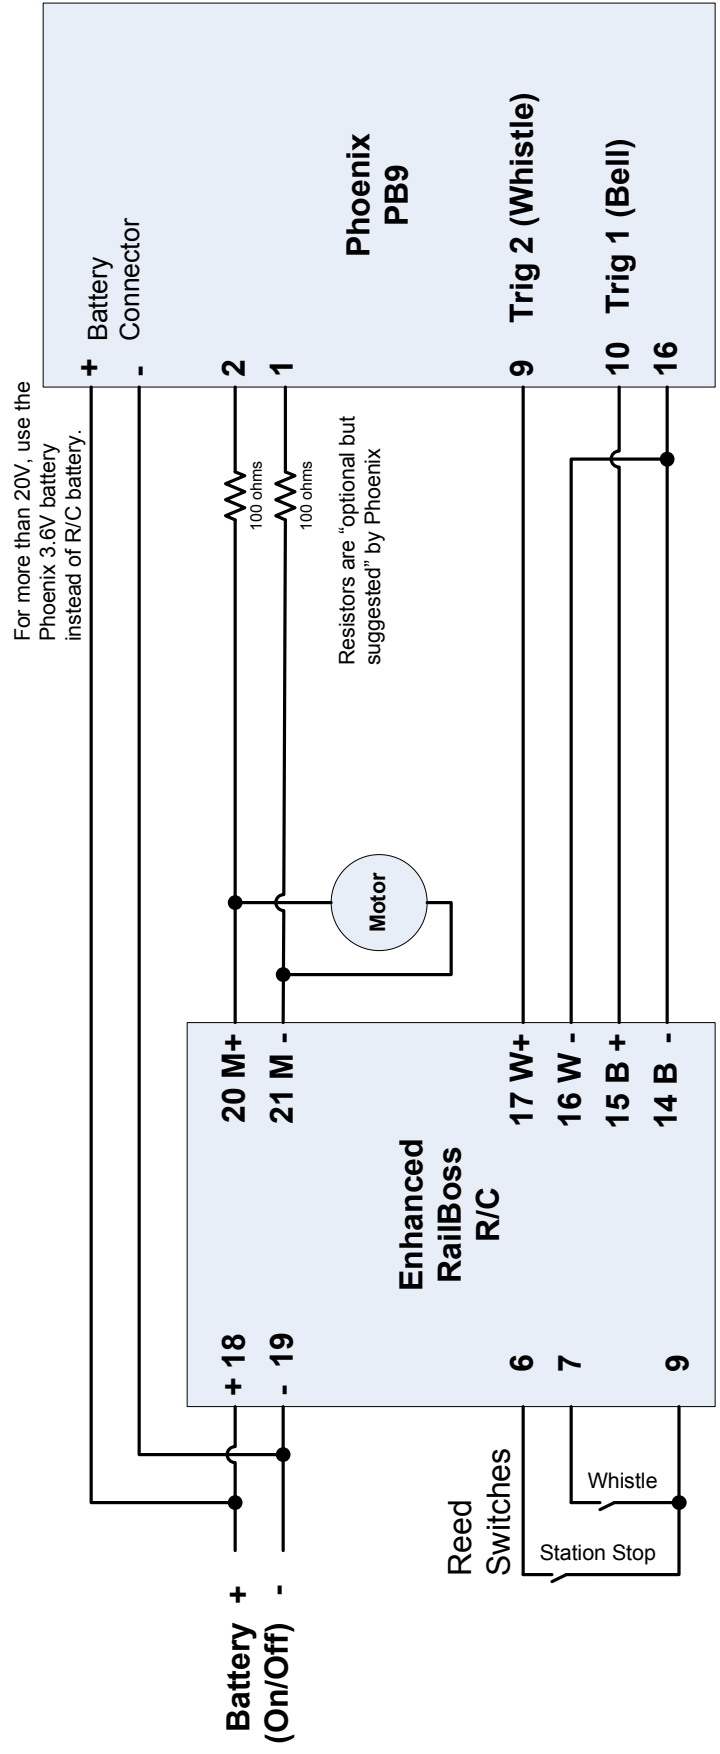 For more than 20V, use the
Phoenix 3.6V battery
instead of R/C battery.
Battery +
(On/Off) -
+ 18
- 19
20 M+
21 M -
Enhanced
RailBoss
R/C
6
7
9
17 W+
16 W -
15 B +
14 B -
Reed
Switches
Station Stop
Whistle
Motor
100 ohms
100 ohms
Resistors are “optional but
suggested” by Phoenix
+ Battery
- Connector
2
1
Phoenix
PB9
9 Trig 2 (Whistle)
10 Trig 1 (Bell)
16